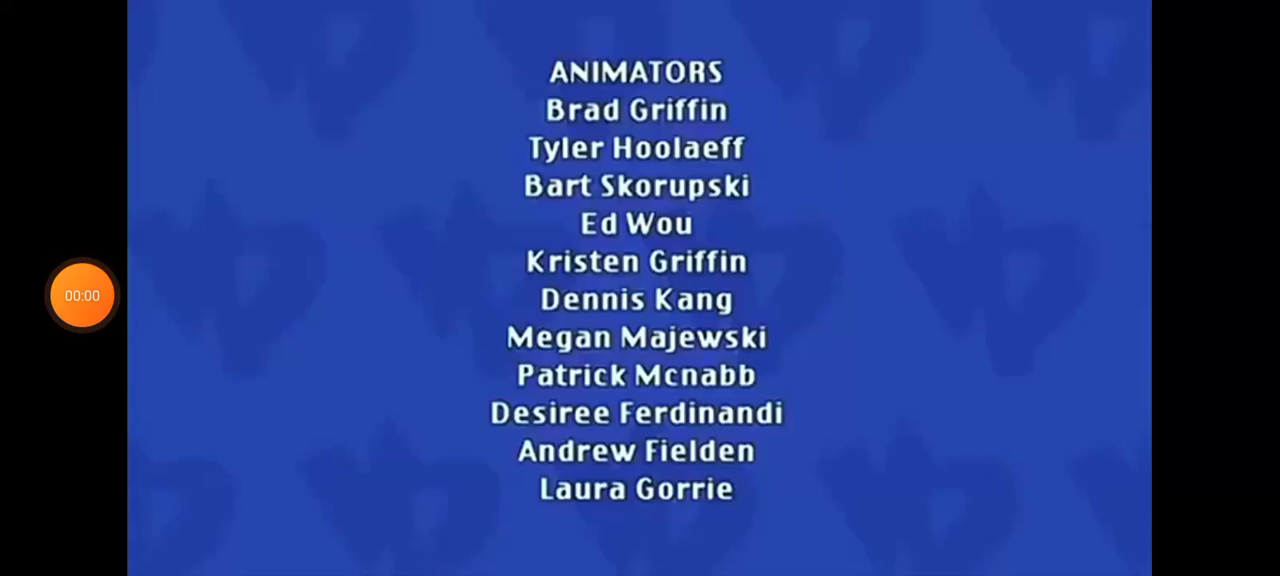 ANIMATORS
Brad Griffin
Tyler Hoolaeff
Bart Skorupski
Ed Wou
Kristen Griffin
Dennis Kang
Megan Majewski
Patrick Mcnabb
Desiree Ferdinandi
Andrew Fielden
Laura Gorrie
00:00